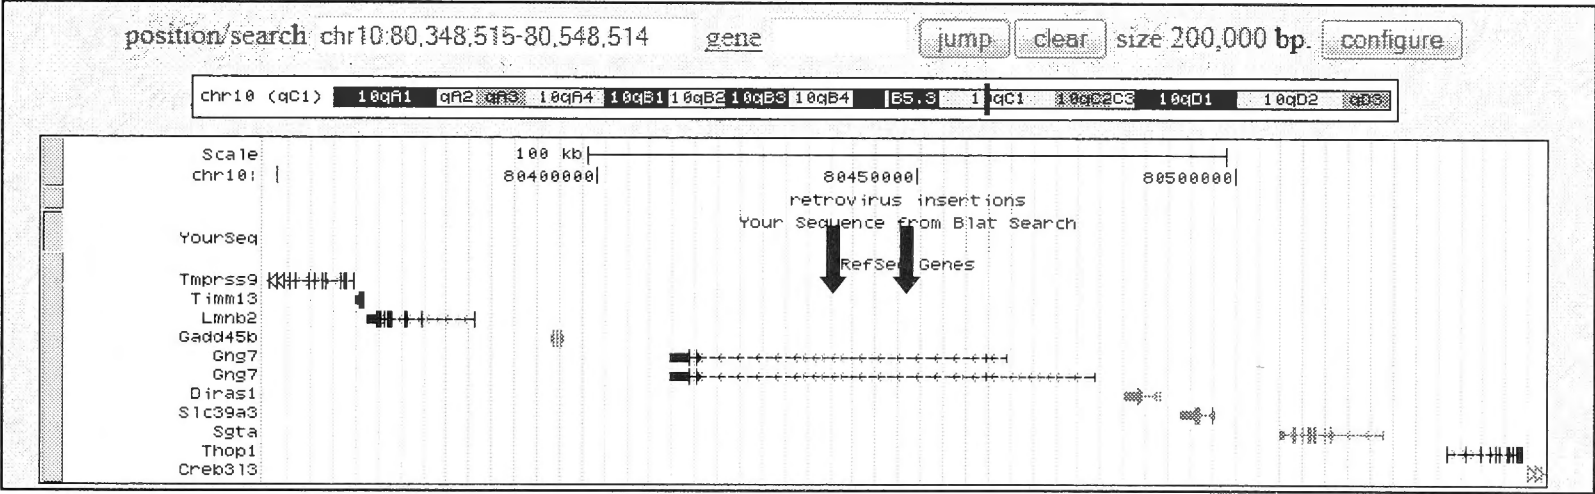 position/search chr10:80,348,515-80,548,514 gene jump clear size 200,000 bp. configure
chr10 (qC1) 10qA1 qA2 qA3 10qA4 10qB1 10qB2 10qB3 10qB4 B5.3 1 qC1 10qC2C3 10qD1 10qD2 qD3
Scale 100 kb
chr10: 80400000 80450000 80500000
retrovirus insertions
Your Sequence from Blat Search
YourSeq
RefSeq Genes
Tmprss9
Timm13
Lmnb2
Gadd45b
Gng7
Gng7
Diras1
Slc39a3
Sgta
Thop1
Creb3l3